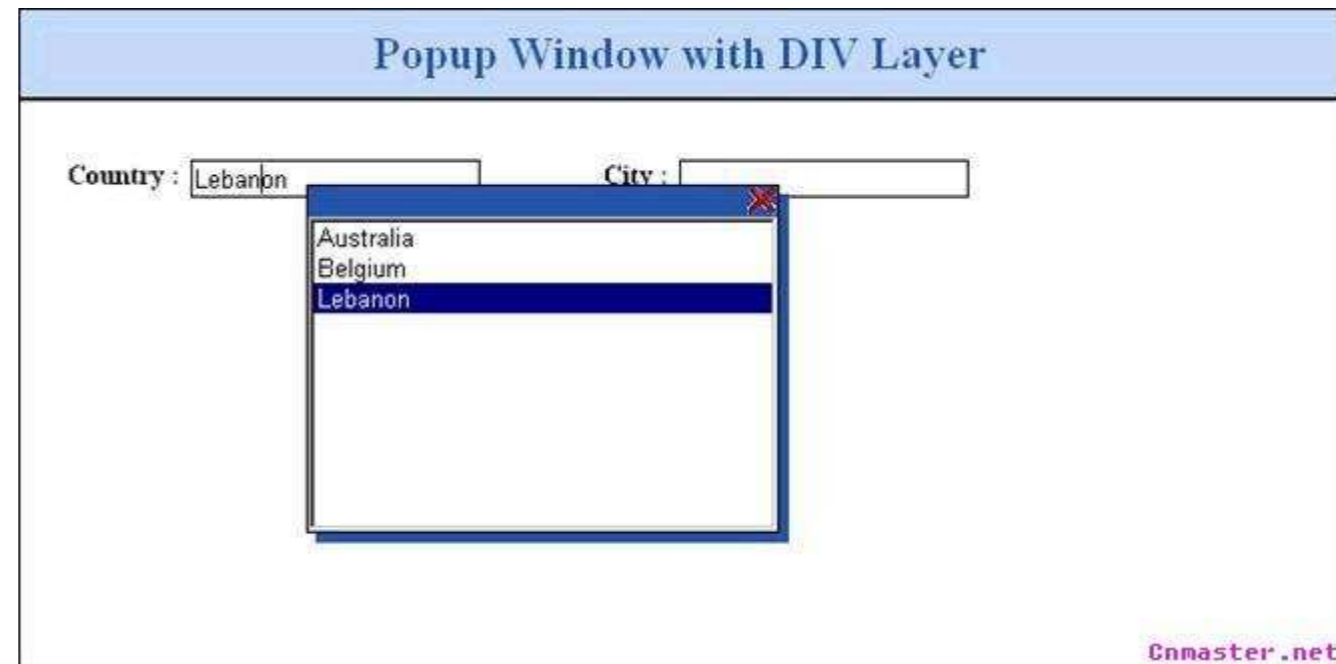 Popup Window with DIV Layer
Country : Lebanon City :
Australia
Belgium
Lebanon
Cnmaster.net